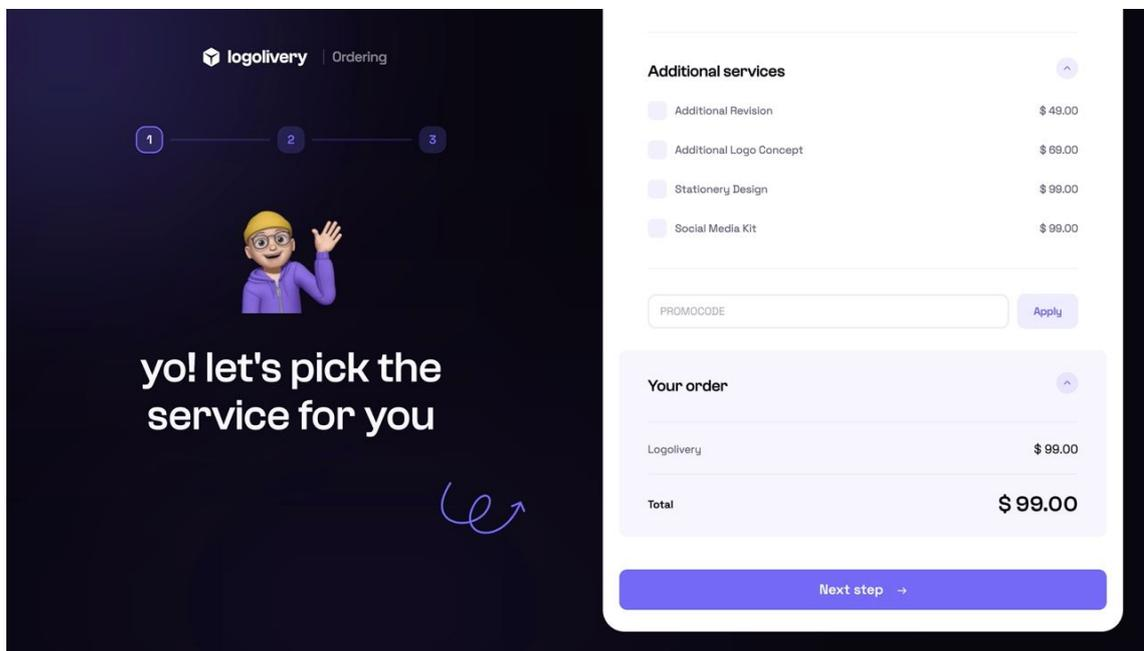 logolivery | Ordering
1 2 3
yo! let's pick the
service for you
Additional services
Additional Revision $ 49.00
Additional Logo Concept $ 69.00
Stationery Design $ 99.00
Social Media Kit $ 99.00
PROMOCODE Apply
Your order
Logolivery $ 99.00
Total $ 99.00
Next step →